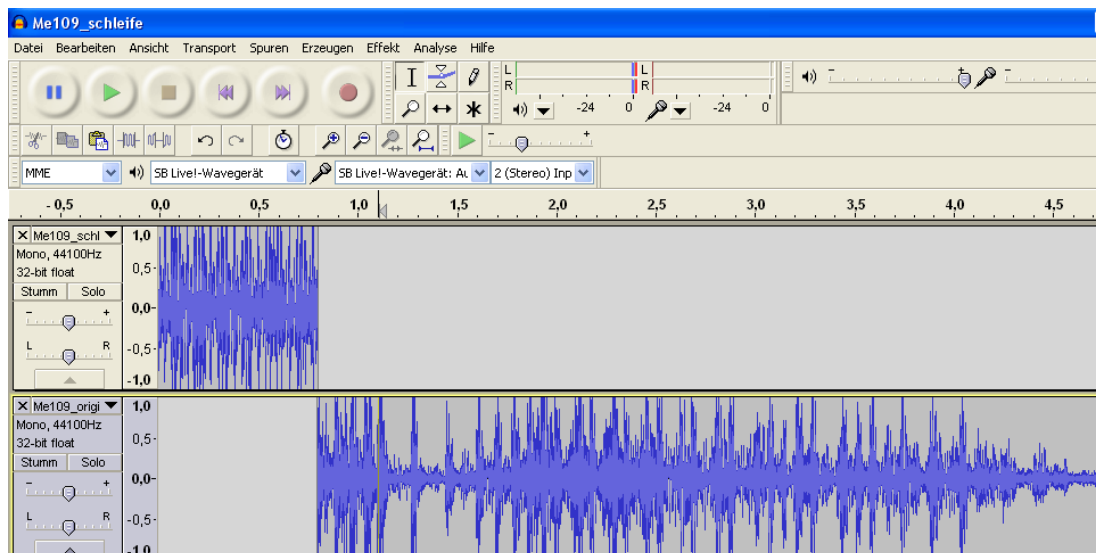 Me109_schleife
Datei Bearbeiten Ansicht Transport Spuren Erzeugen Effekt Analyse Hilfe
L
R
-24 0
L
R
-24 0
- +
- +
MME
SB Live!-Wavegerät
SB Live!-Wavegerät: Au
2 (Stereo) Inp
- 0,5 0,0 0,5 1,0 1,5 2,0 2,5 3,0 3,5 4,0 4,5
Me109_schl
Mono, 44100Hz
32-bit float
Stumm Solo
- +
L R
1,0
0,5-
0,0-
-0,5-
-1,0
Me109_origi
Mono, 44100Hz
32-bit float
Stumm Solo
- +
L R
1,0
0,5-
0,0-
-0,5-
-1,0